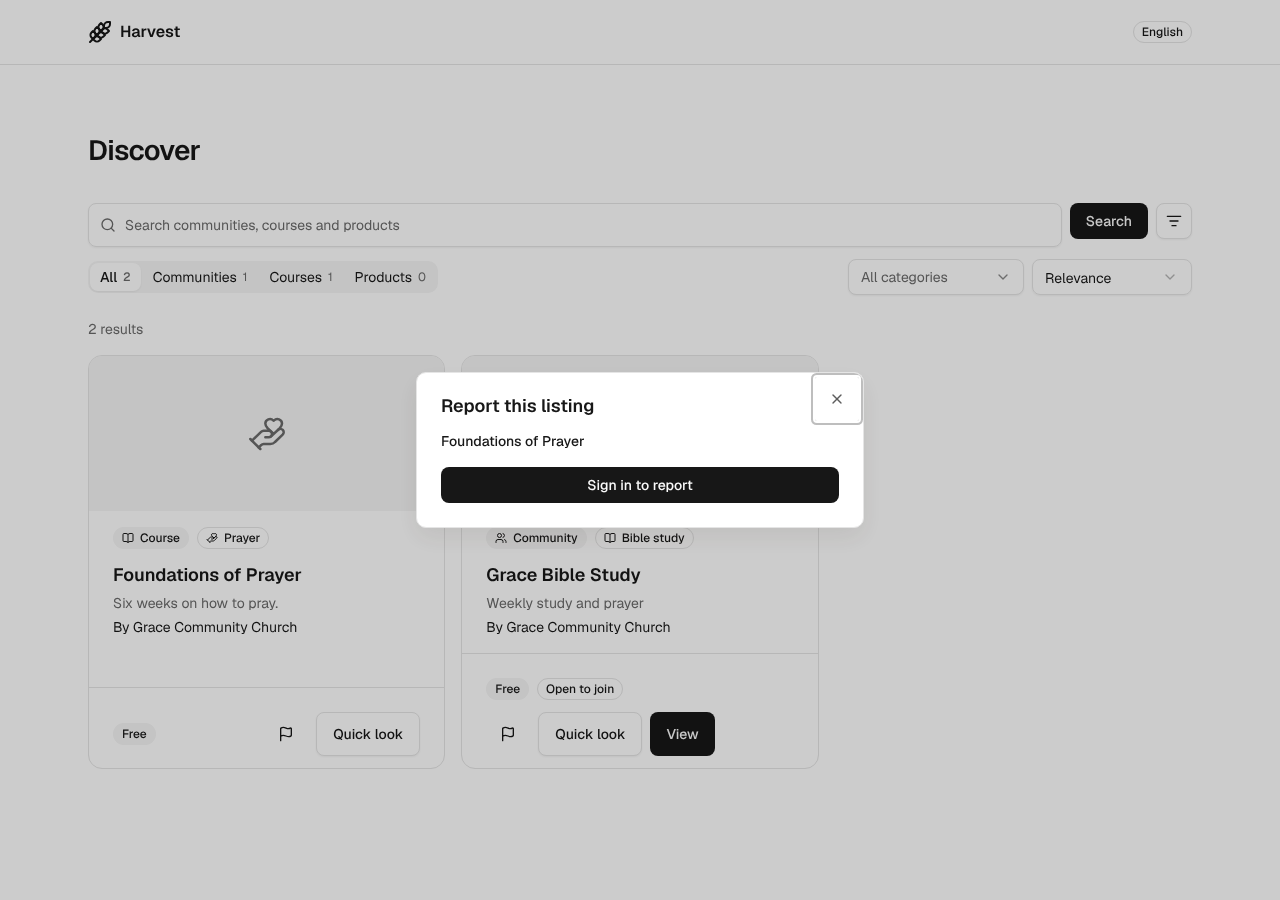 Harvest
English
Discover
Search communities, courses and products
Search
All 2
Communities 1
Courses 1
Products 0
All categories
Relevance
2 results
Report this listing
Foundations of Prayer
Sign in to report
Course
Prayer
Foundations of Prayer
Six weeks on how to pray.
By Grace Community Church
Free
Quick look
Community
Bible study
Grace Bible Study
Weekly study and prayer
By Grace Community Church
Free
Open to join
Quick look
View